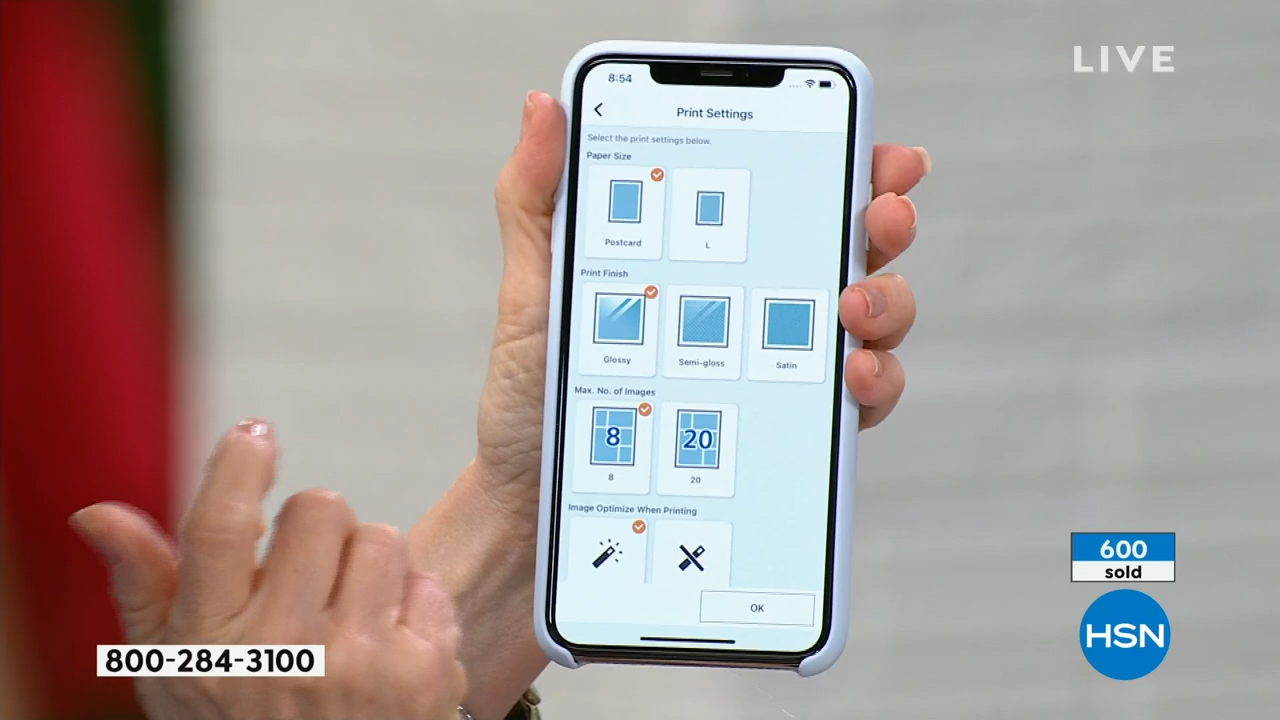 LIVE
8:54
Print Settings
Select the print settings below.
Paper Size
Postcard
L
Print Finish
Glossy
Semi-gloss
Satin
Max. No. of Images
8
20
8
20
Image Optimize When Printing
OK
600
sold
HSN
800-284-3100